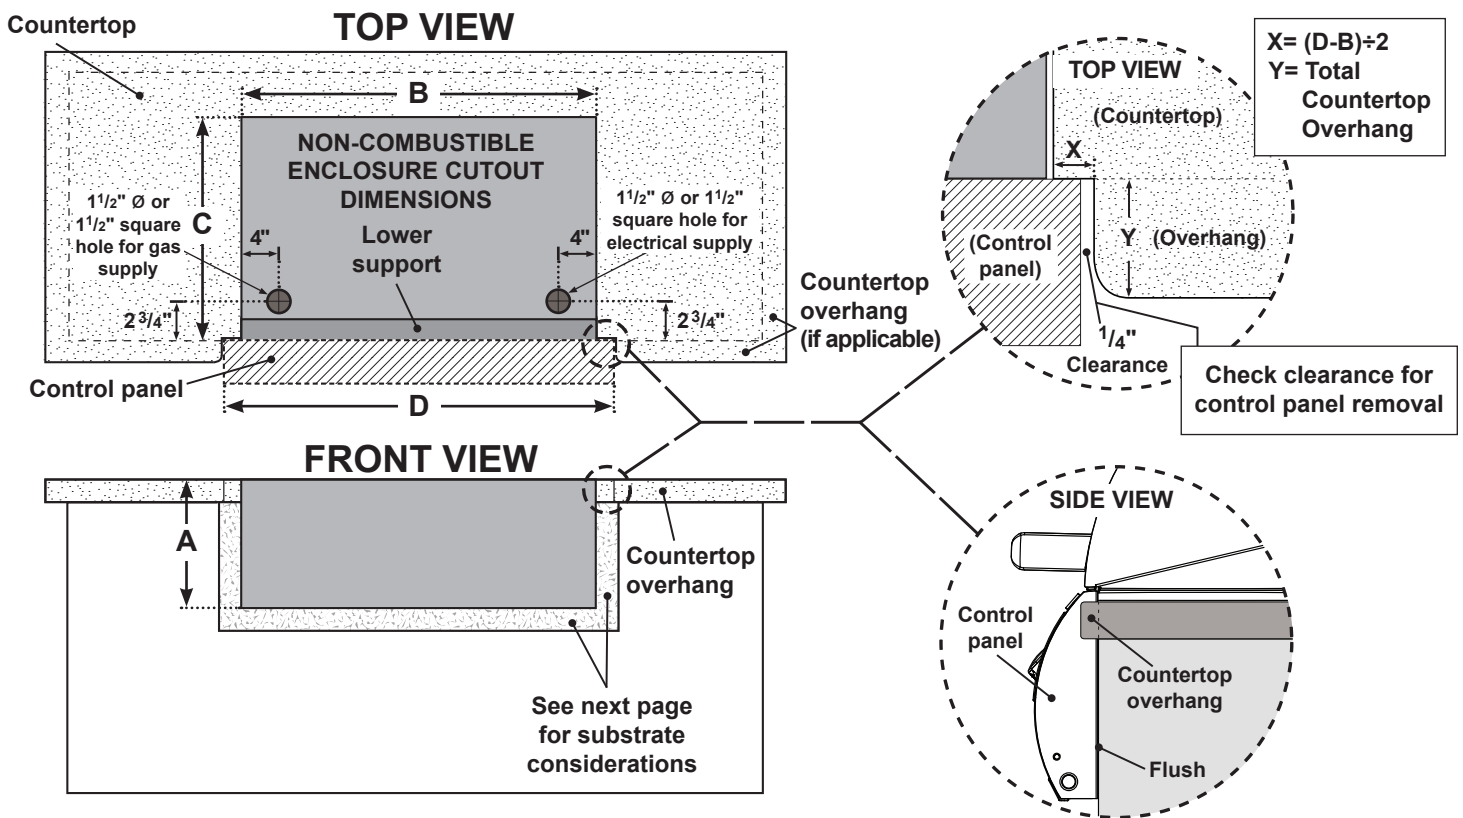 Countertop
TOP VIEW
B
NON-COMBUSTIBLE
ENCLOSURE CUTOUT
DIMENSIONS
Lower
support
1 1/2" Ø or
1 1/2" square
hole for gas
supply
C
4"
4"
1 1/2" Ø or 1 1/2"
square hole for
electrical supply
2 3/4"
2 3/4"
Countertop
overhang
(if applicable)
Control panel
D
TOP VIEW
(Countertop)
X
(Control
panel)
Y
(Overhang)
1/4"
Clearance
X= (D-B)÷2
Y= Total
Countertop
Overhang
Check clearance for
control panel removal
FRONT VIEW
A
Countertop
overhang
See next page
for substrate
considerations
SIDE VIEW
Control
panel
Countertop
overhang
Flush